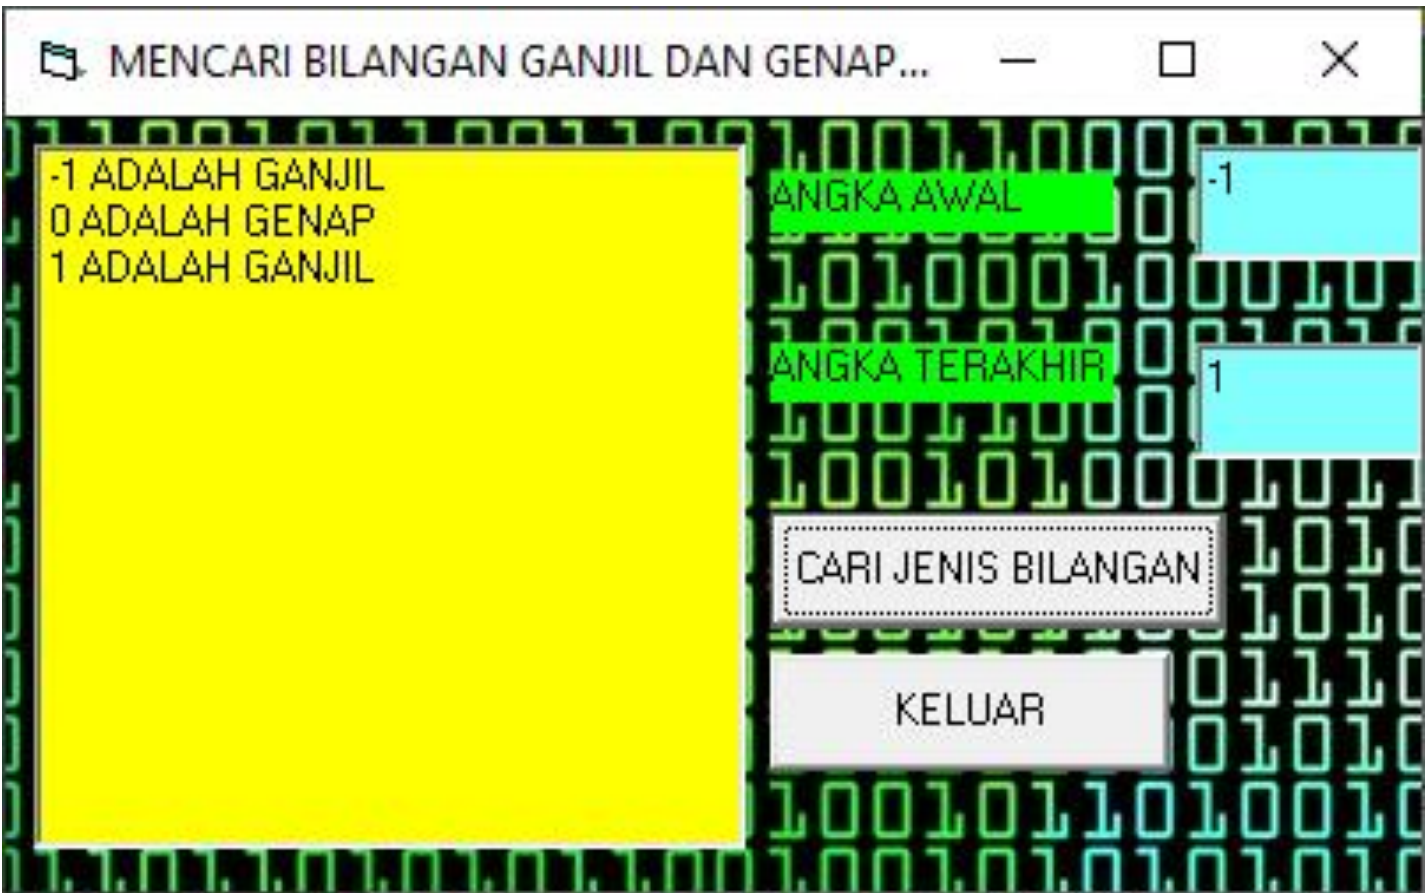 MENCARI BILANGAN GANJIL DAN GENAP...
-1 ADALAH GANJIL
0 ADALAH GENAP
1 ADALAH GANJIL
ANGKA AWAL
-1
ANGKA TERAKHIR
1
CARI JENIS BILANGAN
KELUAR